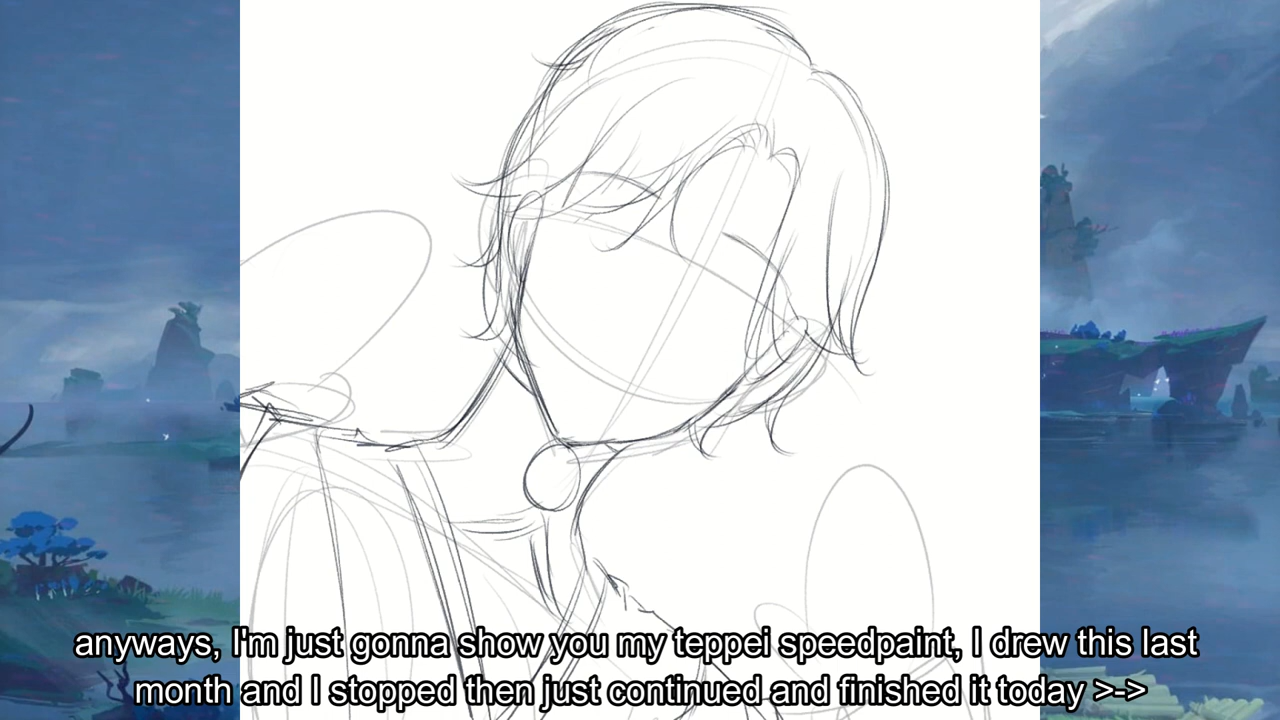 anyways, I'm just gonna show you my teppei speedpaint, I drew this last
month and I stopped then just continued and finished it today >->